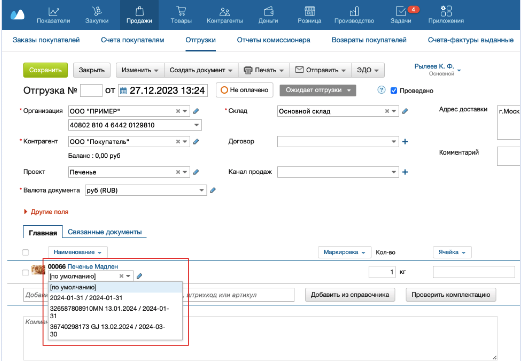 Показатели Закупки Продажи Товары Контрагенты Деньги Розница Производство Задачи 4 Приложения
Заказы покупателей Счета покупателям Отгрузки Отчеты комиссионера Возвраты покупателей Счета-фактуры выданные
Сохранить Закрыть Изменить Создать документ Печать Отправить ЭДО Рылеев К. Ф.
Основной
Отгрузка № от 27.12.2023 13:24 Не оплачено Ожидает отгрузки ? Проведено
* Организация ООО "ПРИМЕР" * Склад Основной склад Адрес доставки г.Моск
40802 810 4 6442 0129810
* Контрагент ООО "Покупатель" Договор
Баланс: 0,00 руб Комментарий
Проект Печенье Канал продаж
* Валюта документа руб (RUB)
Другие поля
Главная Связанные документы
Наименование Маркировка Кол-во Ячейка
00066 Печенье Мадлен
[по умолчанию] 1 кг
[по умолчанию]
2024-01-31 / 2024-01-31
Добав , штрихкод или артикул Добавить из справочника Проверить комплектацию
326587808910MN 13.01.2024 / 2024-01-
31
Комме
36740298173 GJ 13.02.2024 / 2024-03-
30